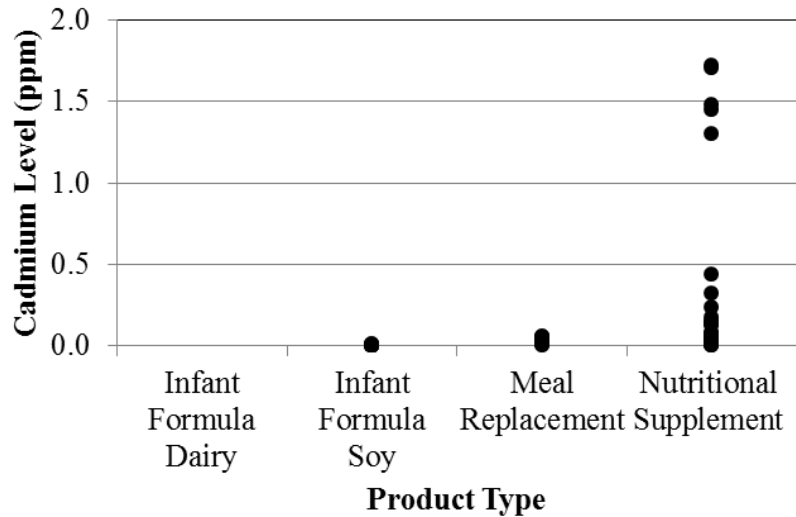 Cadmium Level (ppm)
2.0
1.5
1.0
0.5
0.0
Infant Formula Dairy
Infant Formula Soy
Meal Replacement
Nutritional Supplement
Product Type